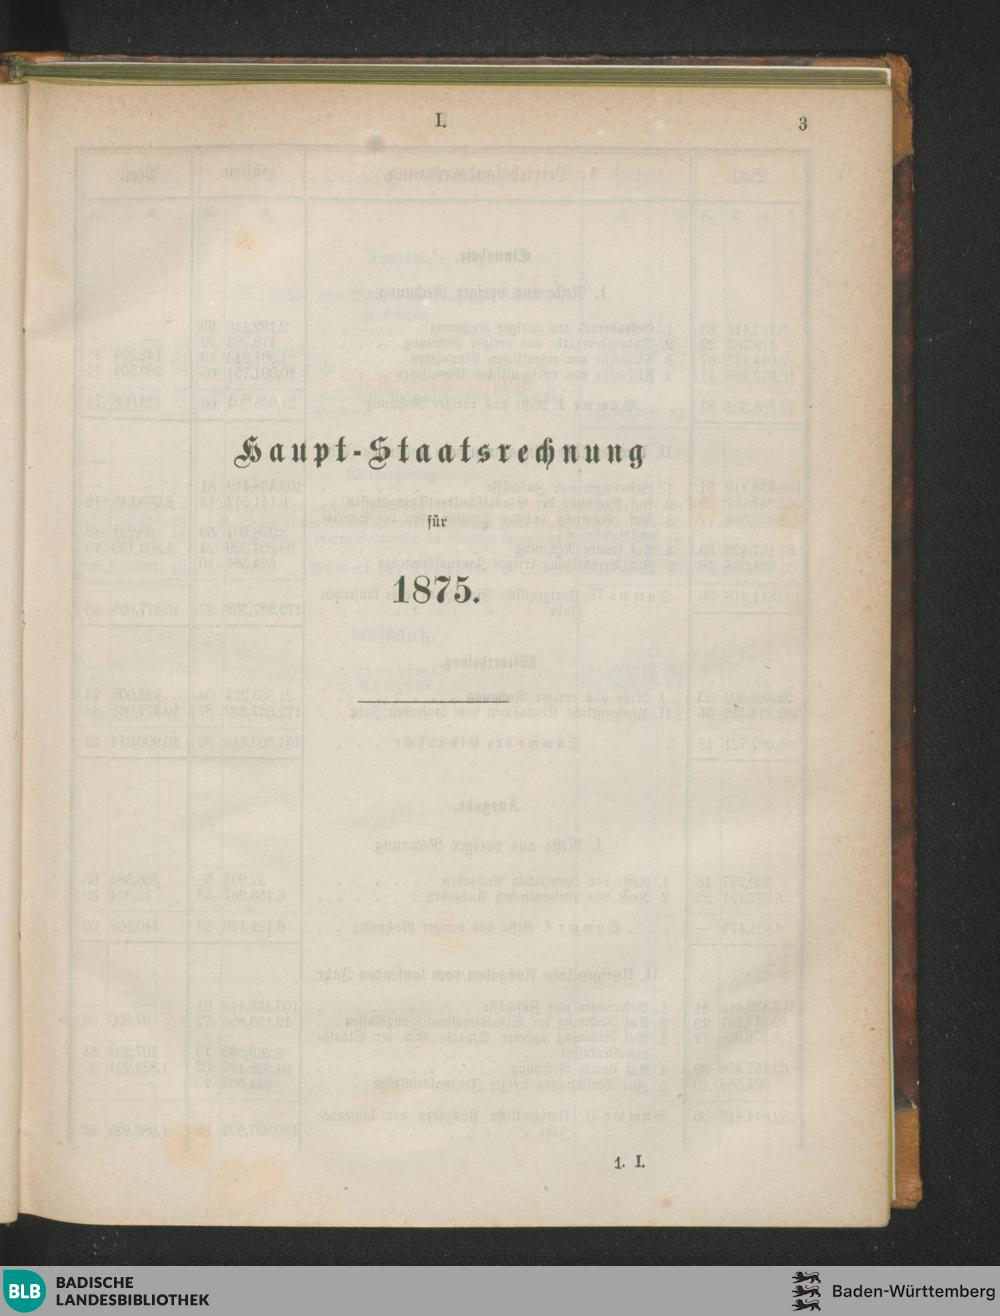 I.
3
Haupt-Staatsrechnung
für
1875.
1. I.
BLB BADISCHE
LANDESBIBLIOTHEK
Baden-Württemberg